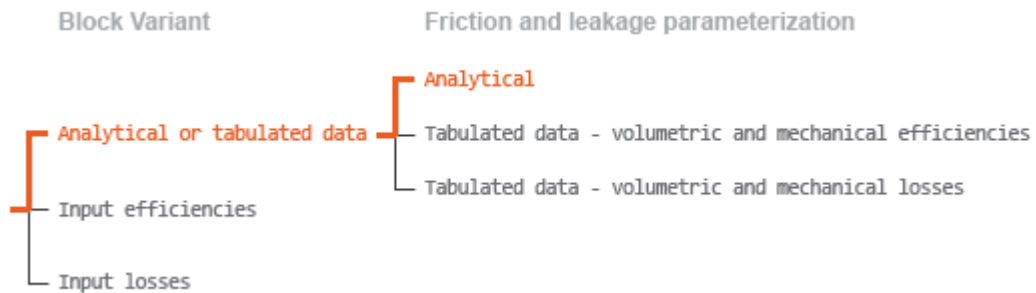 Block Variant
Friction and leakage parameterization
Analytical
Analytical or tabulated data
Tabulated data - volumetric and mechanical efficiencies
Tabulated data - volumetric and mechanical losses
Input efficiencies
Input losses